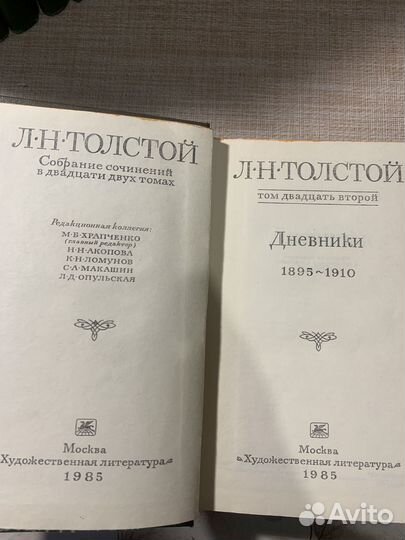 Л·Н·ТОЛСТОЙ
Собрание сочинений
в двадцати двух томах
Редакционная коллегия:
М·Б·ХРАПЧЕНКО
(главный редактор)
Н·Н·АКОПОВА
К·Н·ЛОМУНОВ
С·А·МАКАШИН
Л·Д·ОПУЛЬСКАЯ
Москва
«Художественная литература»
1985
Л·Н·ТОЛСТОЙ
ТОМ ДВАДЦАТЬ ВТОРОЙ
Дневники
1895~1910
Москва
«Художественная литература»
1985
Avito